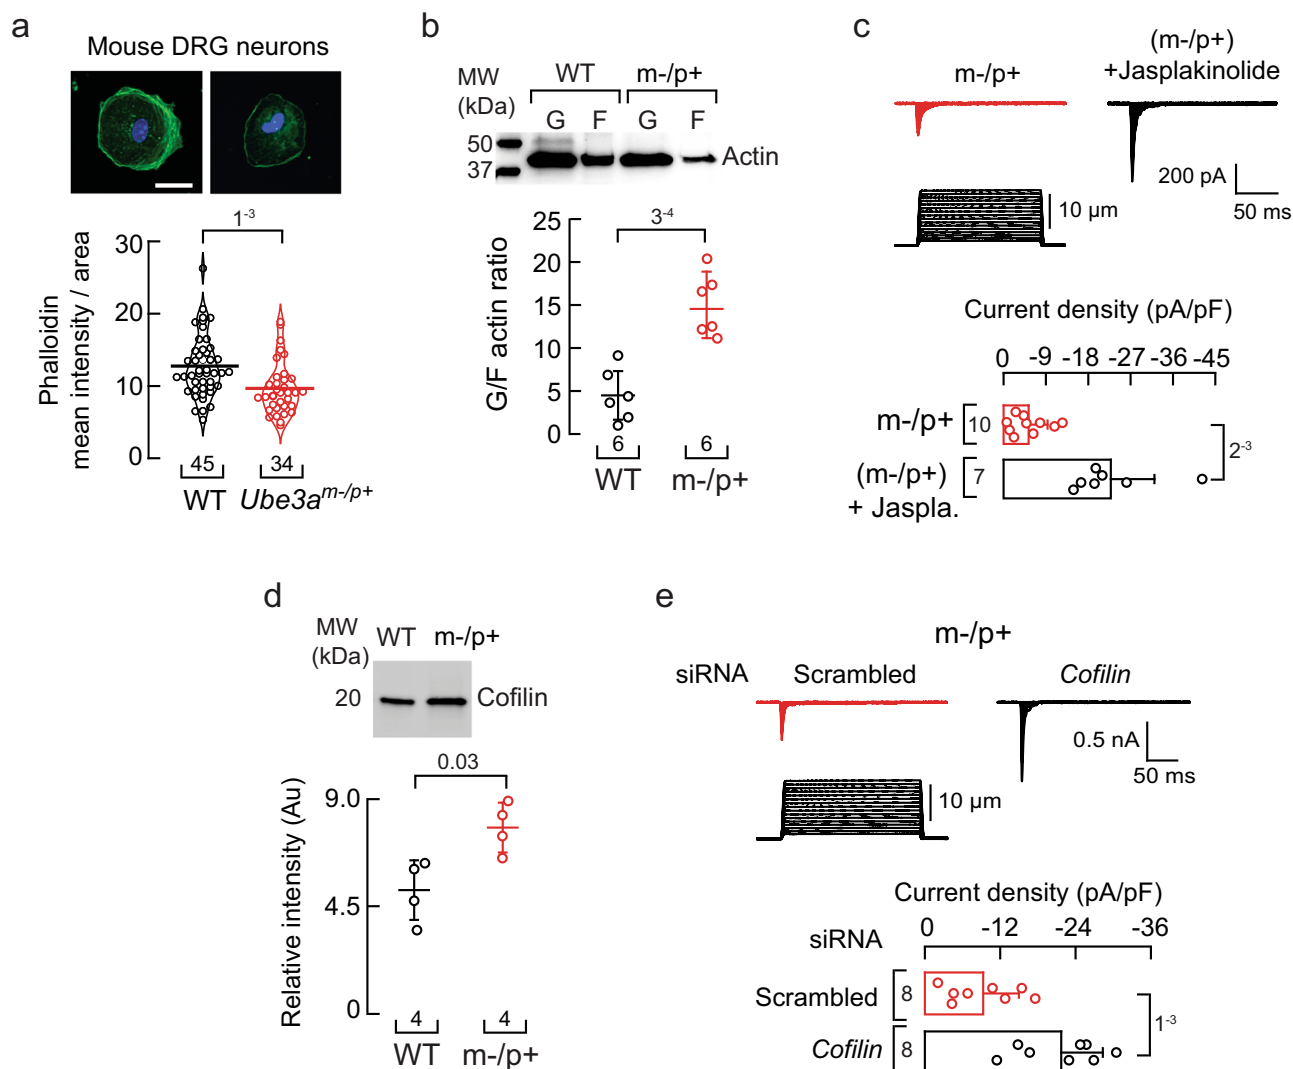 a
Mouse DRG neurons
1-3
30
20
10
0
Phalloidin
mean intensity / area
45
34
WT
Ube3am-/p+
b
MW
(kDa)
WT
m-/p+
G
F
G
F
50
37
Actin
3-4
25
20
15
10
5
0
G/F actin ratio
6
6
WT
m-/p+
c
m-/p+
(m-/p+)
+Jasplakinolide
200 pA
50 ms
10 µm
Current density (pA/pF)
0 -9 -18 -27 -36 -45
m-/p+
10
(m-/p+)
+ Jaspla.
7
2-3
d
MW
(kDa)
WT
m-/p+
20
Cofilin
0.03
9.0
4.5
0
Relative intensity (Au)
4
4
WT
m-/p+
e
m-/p+
siRNA
Scrambled
Cofilin
0.5 nA
50 ms
10 µm
Current density (pA/pF)
siRNA
0 -12 -24 -36
Scrambled
8
Cofilin
8
1-3